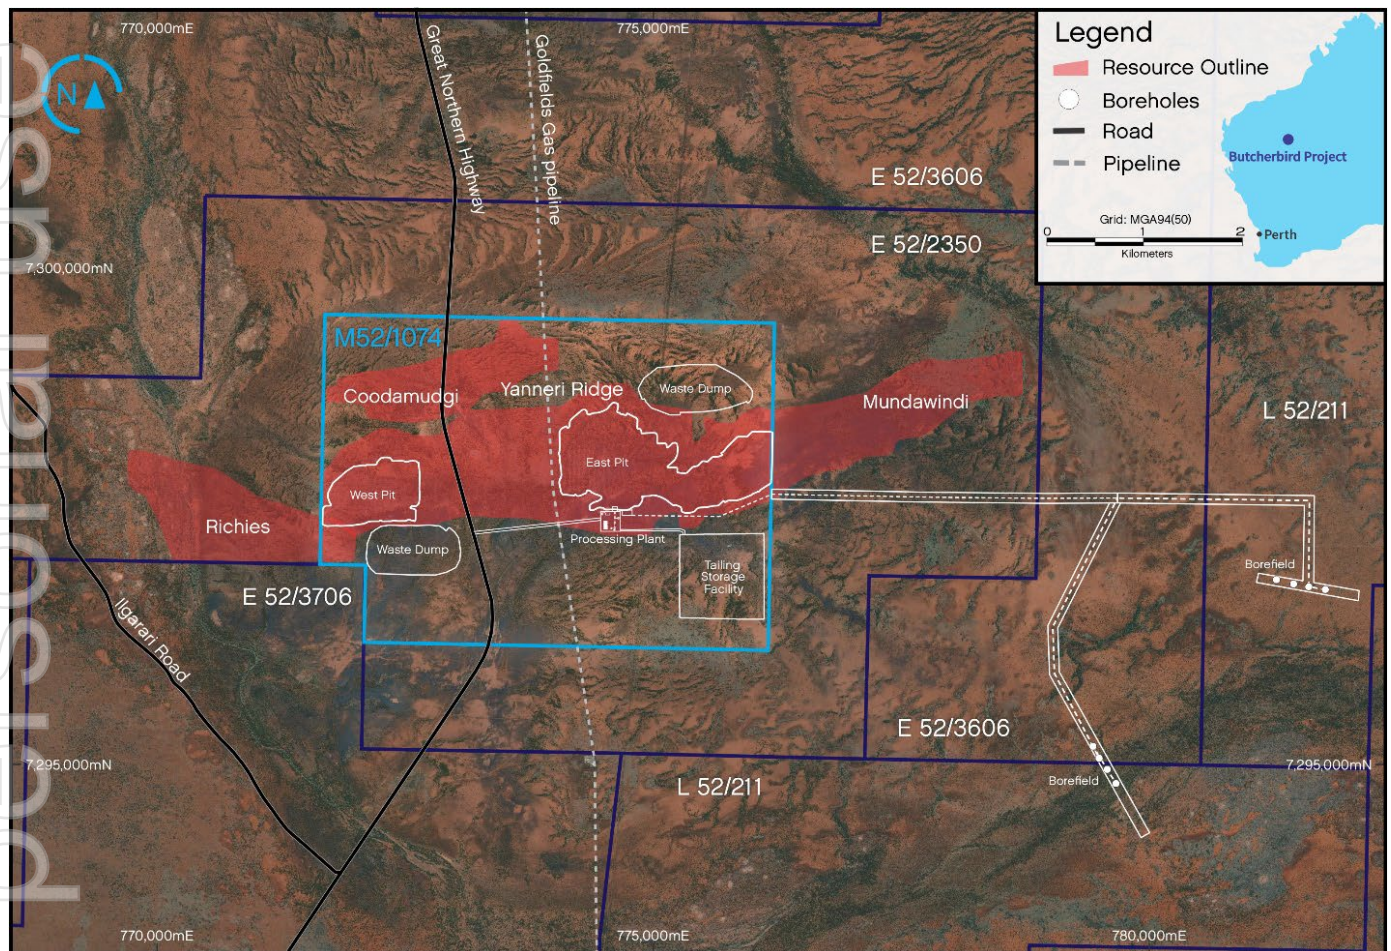 770,000mE
775,000mE
Legend
Resource Outline
Boreholes
Road
Pipeline
Butcherbird Project
Grid: MGA94(50)
0 1 2
Kilometers
Perth
N
Great Northern Highway
Goldfields Gas pipeline
E 52/3606
E 52/2350
7,300,000mN
M52/1074
Coodamudgi
Yanneri Ridge
Waste Dump
Mundawindi
L 52/211
East Pit
West Pit
Richies
Processing Plant
Waste Dump
Tailing
Storage
Facility
Borefield
E 52/3706
Ilgarari Road
E 52/3606
7,295,000mN
7,295,000mN
L 52/211
Borefield
770,000mE
775,000mE
780,000mE
personal use